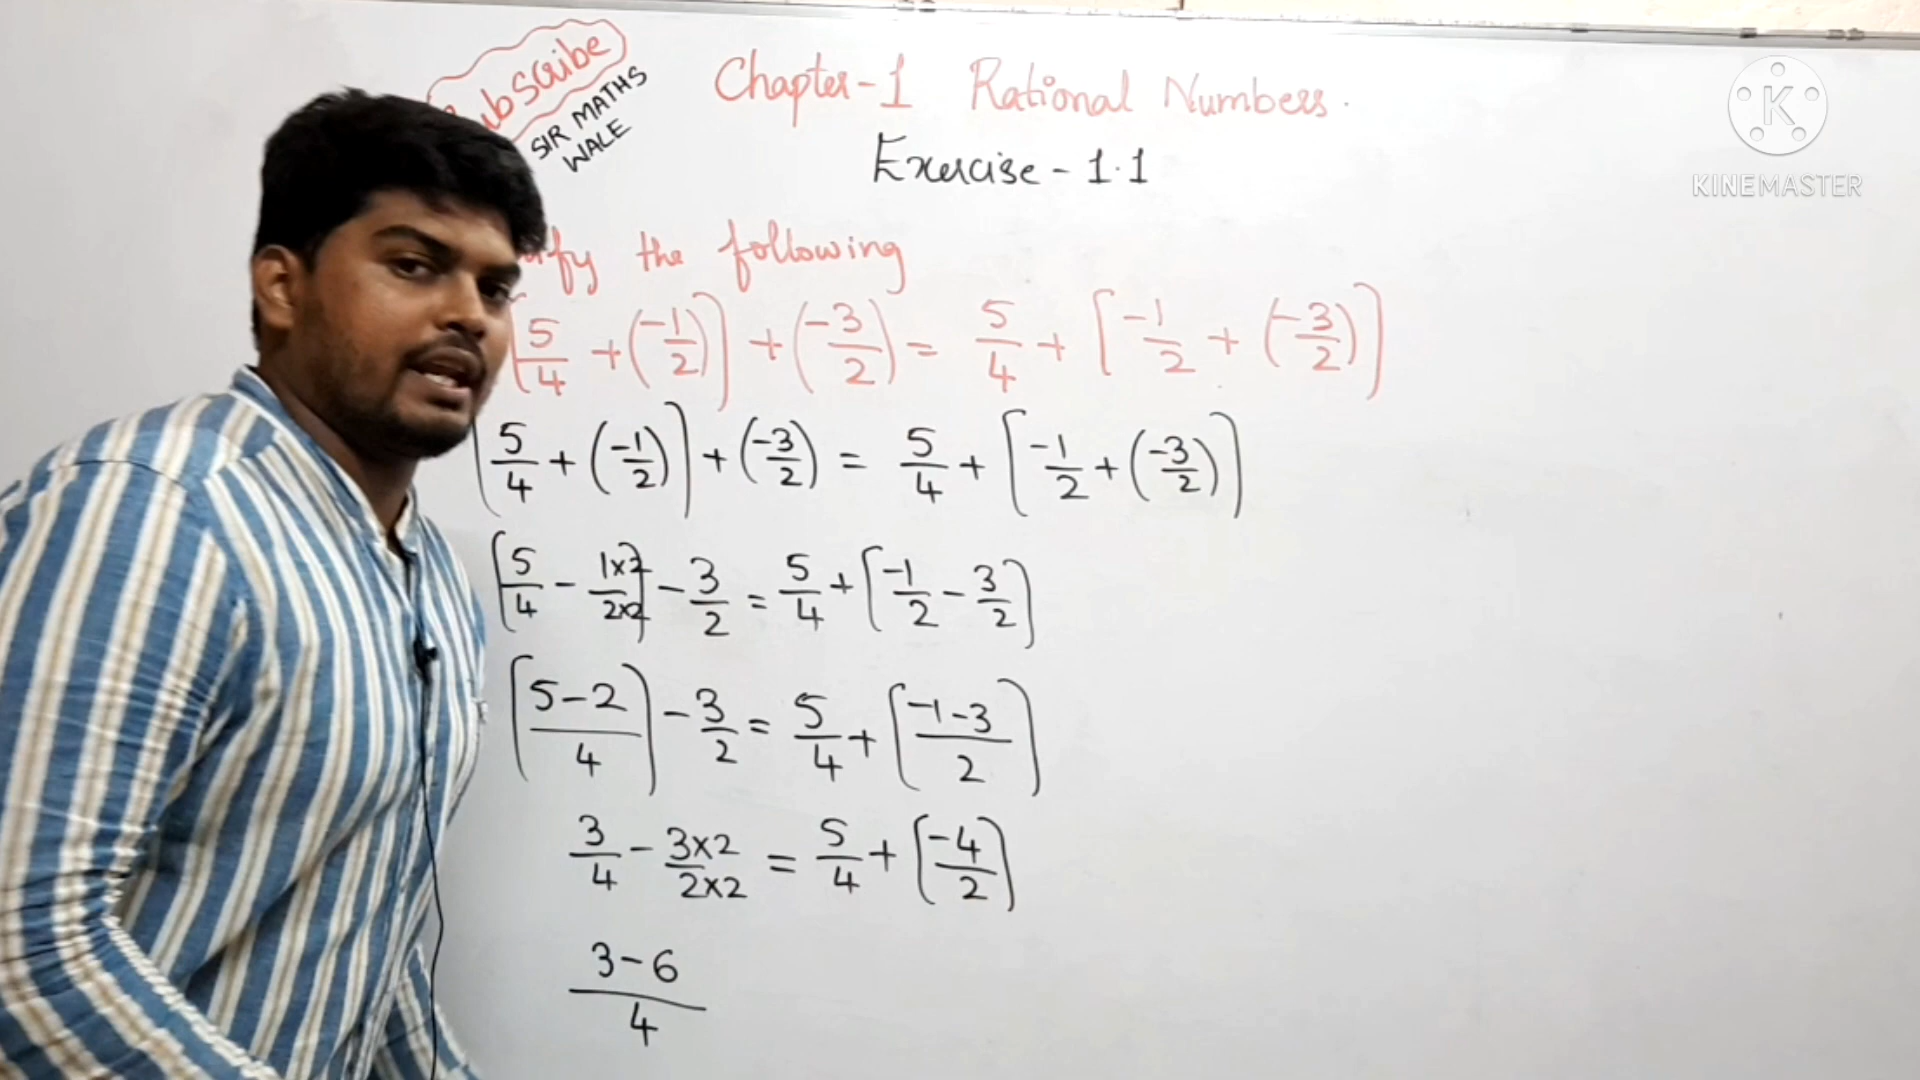 Subscribe
SIR MATHS
WALE
Chapter-1 Rational Numbers.
Exercise - 1.1
KINEMASTER
the following
[5/4 + (-1/2)] + (-3/2) = 5/4 + [-1/2 + (-3/2)]
[5/4 + (-1/2)] + (-3/2) = 5/4 + [-1/2 + (-3/2)]
[5/4 - 1×2/2×2] - 3/2 = 5/4 + [-1/2 - 3/2]
[5-2/4] - 3/2 = 5/4 + [-1-3/2]
3/4 - 3×2/2×2 = 5/4 + [-4/2]
3-6/4